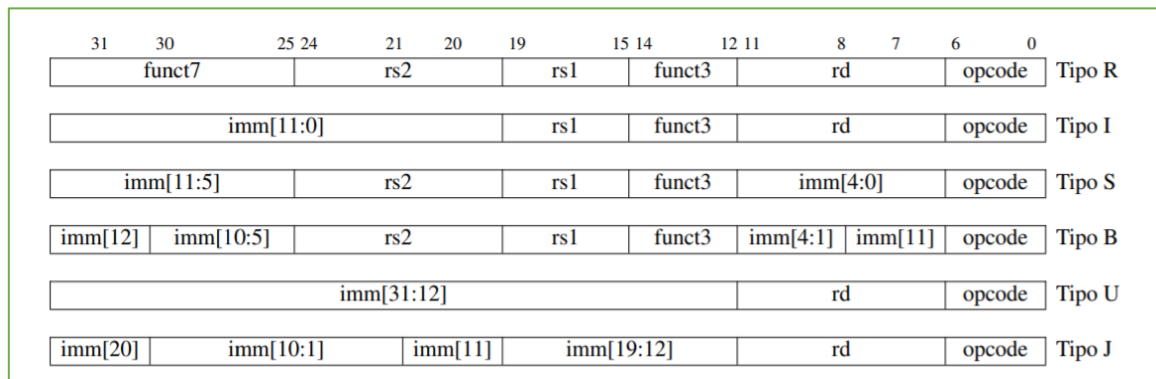 31 30 25 24 21 20 19 15 14 12 11 8 7 6 0
funct7 rs2 rs1 funct3 rd opcode Tipo R
imm[11:0] rs1 funct3 rd opcode Tipo I
imm[11:5] rs2 rs1 funct3 imm[4:0] opcode Tipo S
imm[12] imm[10:5] rs2 rs1 funct3 imm[4:1] imm[11] opcode Tipo B
imm[31:12] rd opcode Tipo U
imm[20] imm[10:1] imm[11] imm[19:12] rd opcode Tipo J